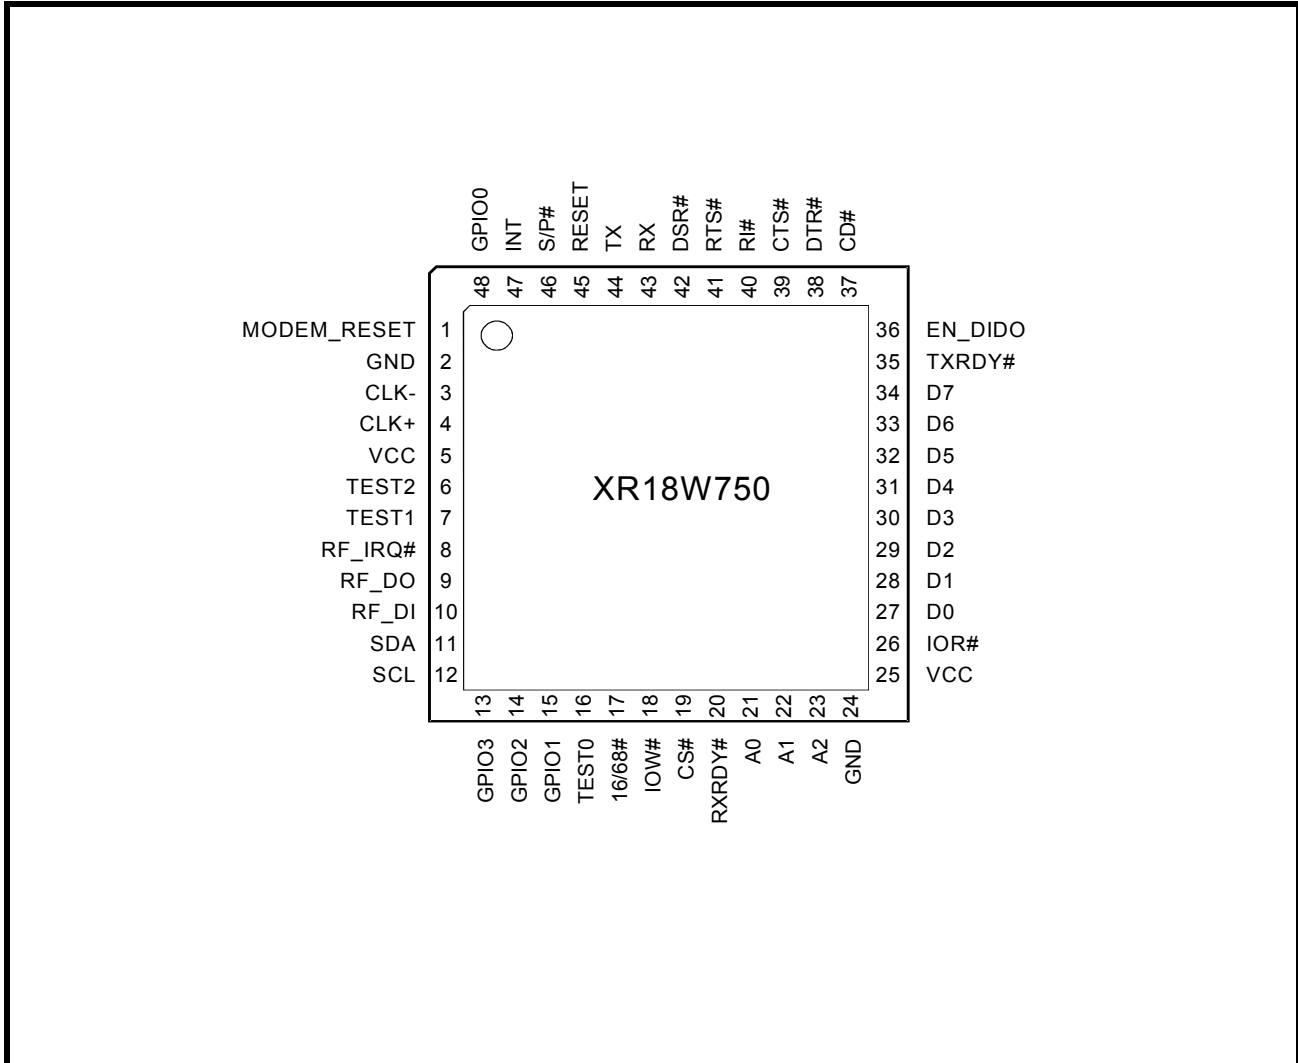 GPIO0 INT S/P# RESET TX RX DSR# RTS# RI# CTS# DTR# CD#
48 47 46 45 44 43 42 41 40 39 38 37
MODEM_RESET 1 36 EN_DIDO
GND 2 35 TXRDY#
CLK- 3 34 D7
CLK+ 4 33 D6
VCC 5 32 D5
TEST2 6 31 D4
XR18W750
TEST1 7 30 D3
RF_IRQ# 8 29 D2
RF_DO 9 28 D1
RF_DI 10 27 D0
SDA 11 26 IOR#
SCL 12 25 VCC
13 14 15 16 17 18 19 20 21 22 23 24
GPIO3 GPIO2 GPIO1 TEST0 16/68# IOW# CS# RXRDY# A0 A1 A2 GND